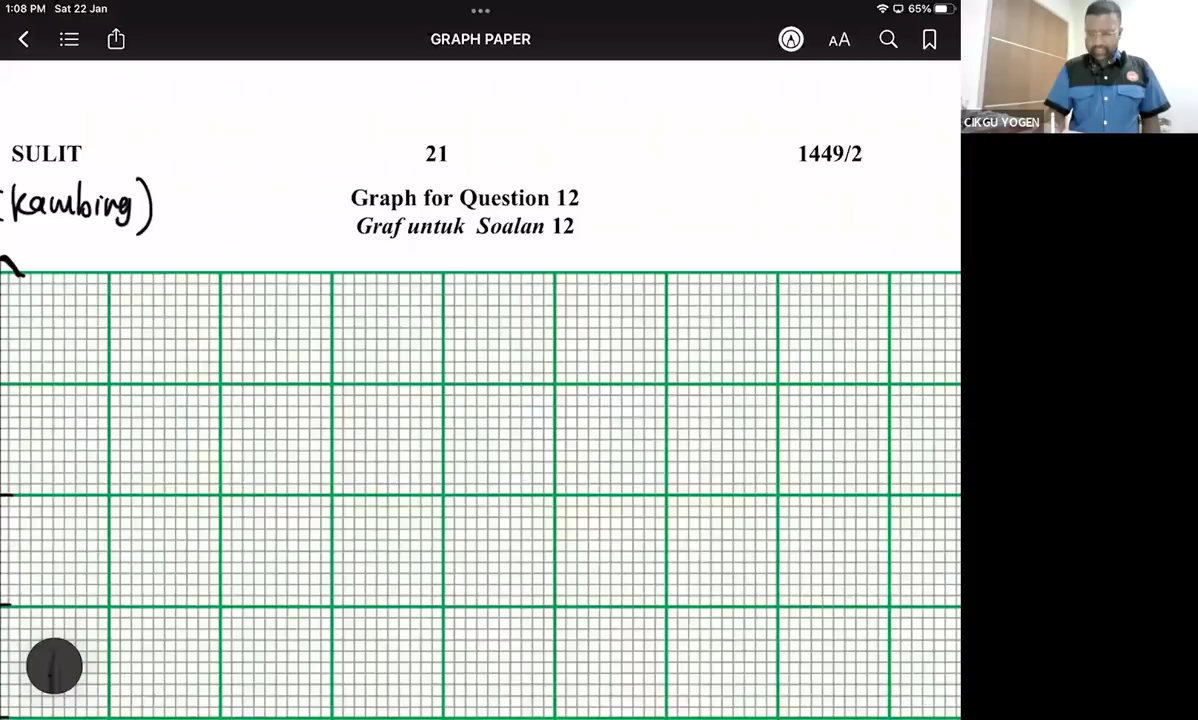 1:08 PM Sat 22 Jan
65%
GRAPH PAPER
AA
CIKGU YOGEN
SULIT 21 1449/2
(Kambing)
Graph for Question 12
Graf untuk Soalan 12